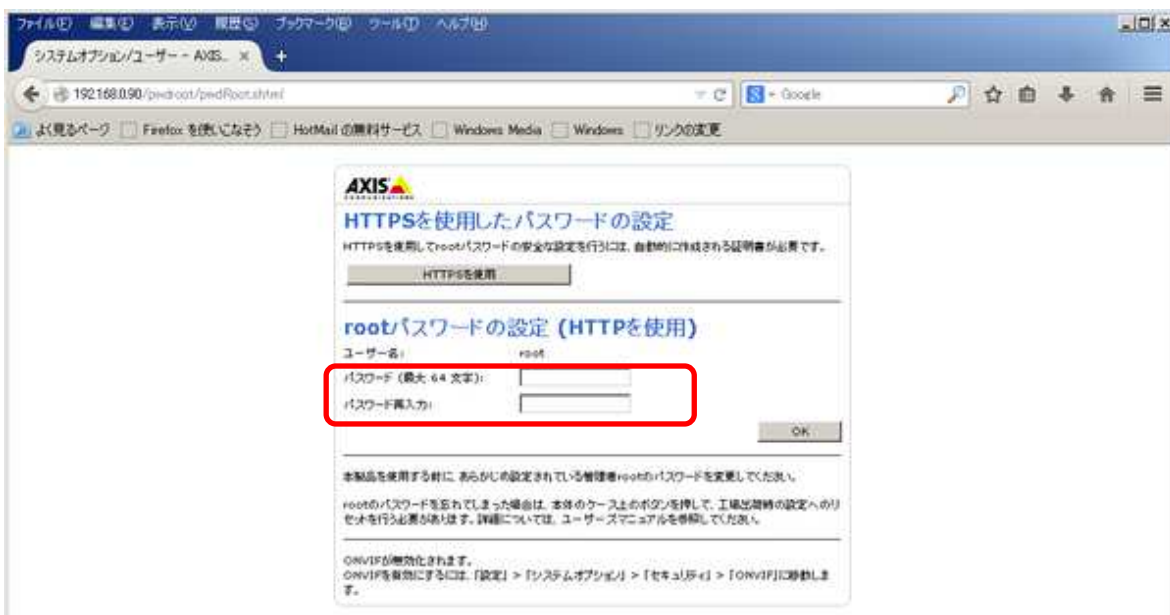 ファイル(F) 編集(E) 表示(V) 履歴(S) ブックマーク(B) ツール(T) ヘルプ(H)
システムオプション/ユーザー - AXIS... × +
192.168.0.90/pwdroot/pwdRoot.shtml Google
よく見るページ Firefox を使いこなそう HotMail の無料サービス Windows Media Windows リンクの変更
AXIS
COMMUNICATIONS
HTTPSを使用したパスワードの設定
HTTPSを使用してrootパスワードの安全な設定を行うには、自動的に作成される証明書が必要です。
HTTPSを使用
rootパスワードの設定 (HTTPを使用)
ユーザー名: root
パスワード (最大 64 文字):
パスワード再入力:
OK
本製品を使用する前に、あらかじめ設定されている管理者rootのパスワードを変更してください。
rootのパスワードを忘れてしまった場合は、本体のケース上のボタンを押して、工場出荷時の設定へのリ
セットを行う必要があります。詳細については、ユーザーズマニュアルを参照してください。
ONVIFが無効化されます。
ONVIFを有効にするには、「設定」 > 「システムオプション」 > 「セキュリティ」 > 「ONVIF」に移動しま
す。